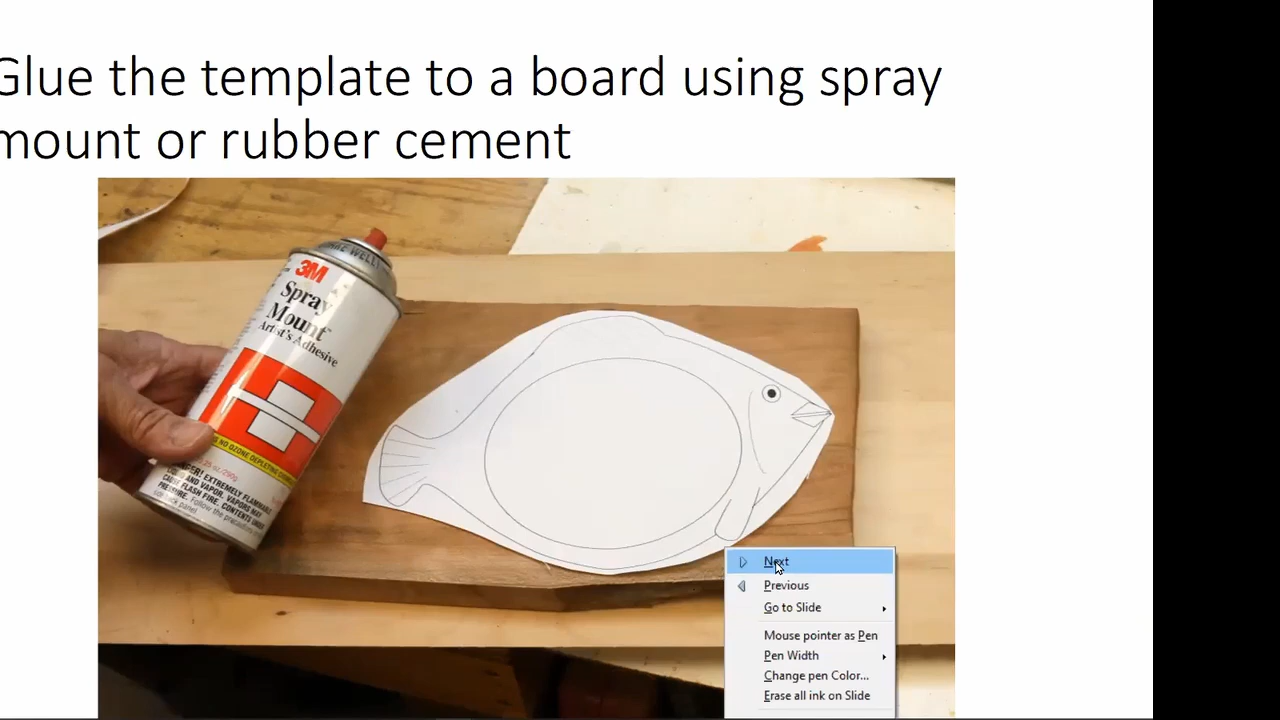 Glue the template to a board using spray
mount or rubber cement
3M
Spray
Mount™
Artist's Adhesive
Next
Previous
Go to Slide
Mouse pointer as Pen
Pen Width
Change pen Color...
Erase all ink on Slide